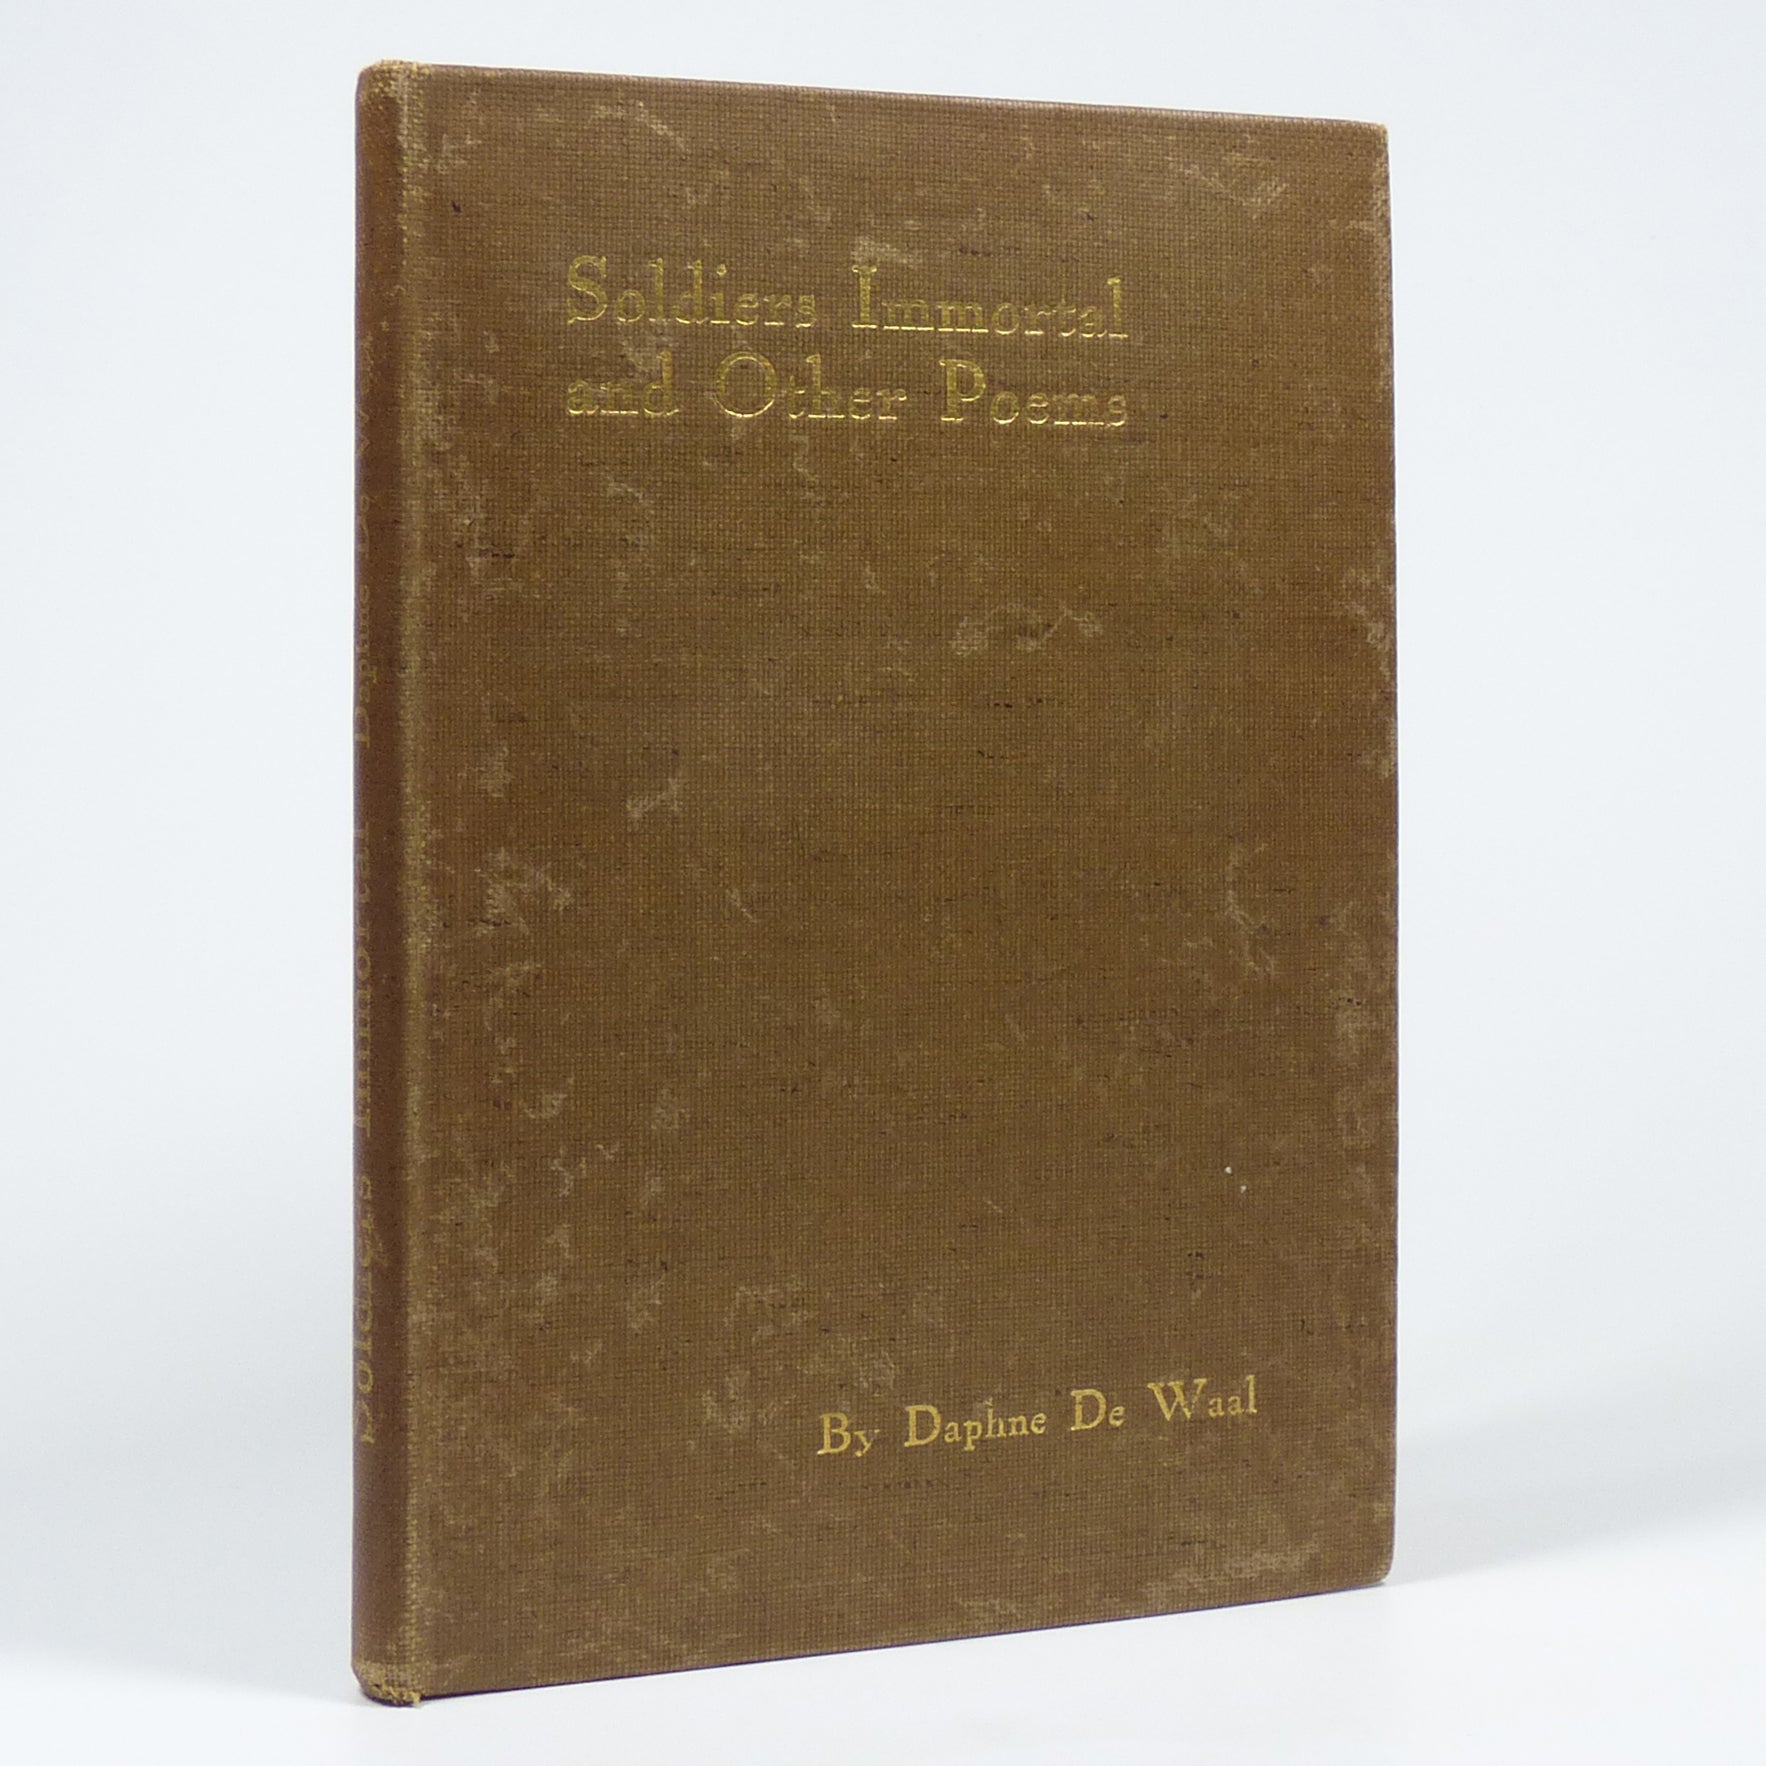 Soldiers Immortal
and Other Poems
By Daphne De Waal
Soldiers Immortal Daphne De Waal